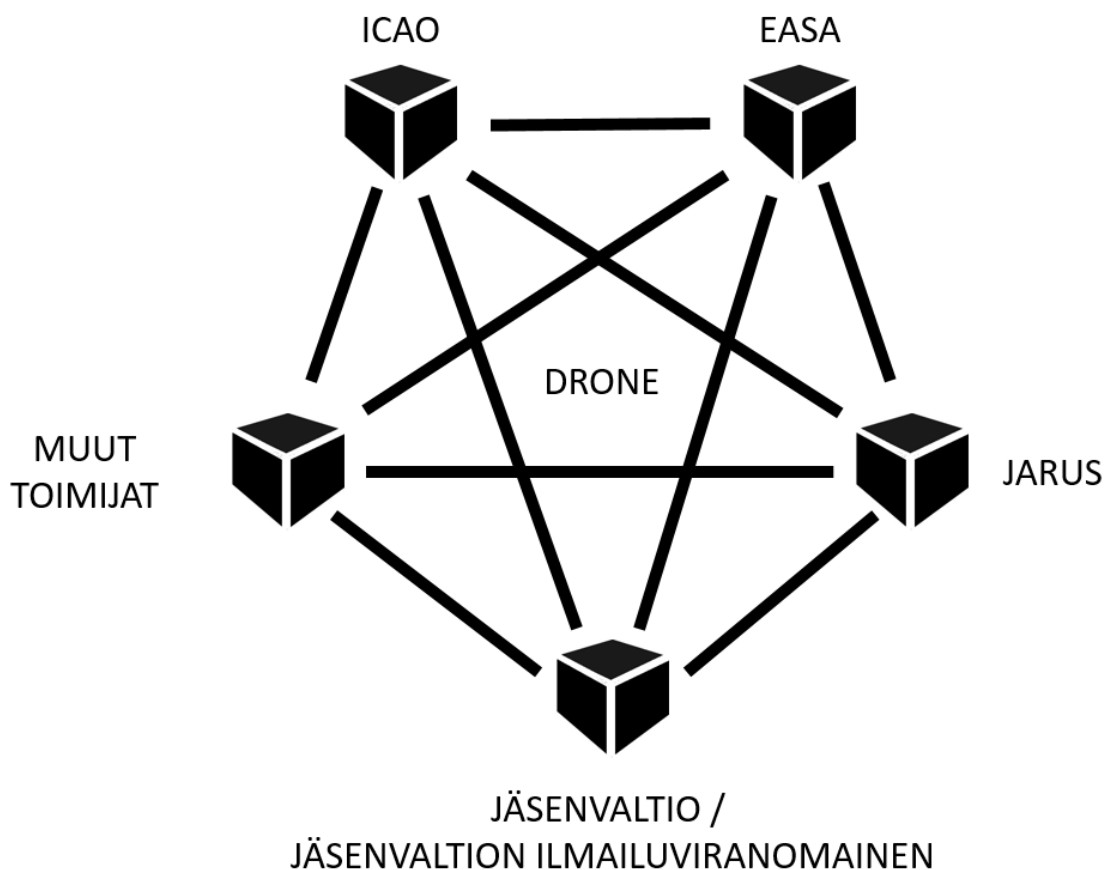 ICAO
EASA
DRONE
MUUT
TOIMIJAT
JARUS
JÄSENVALTIO /
JÄSENVALTION ILMAILUVIRANOMAINEN